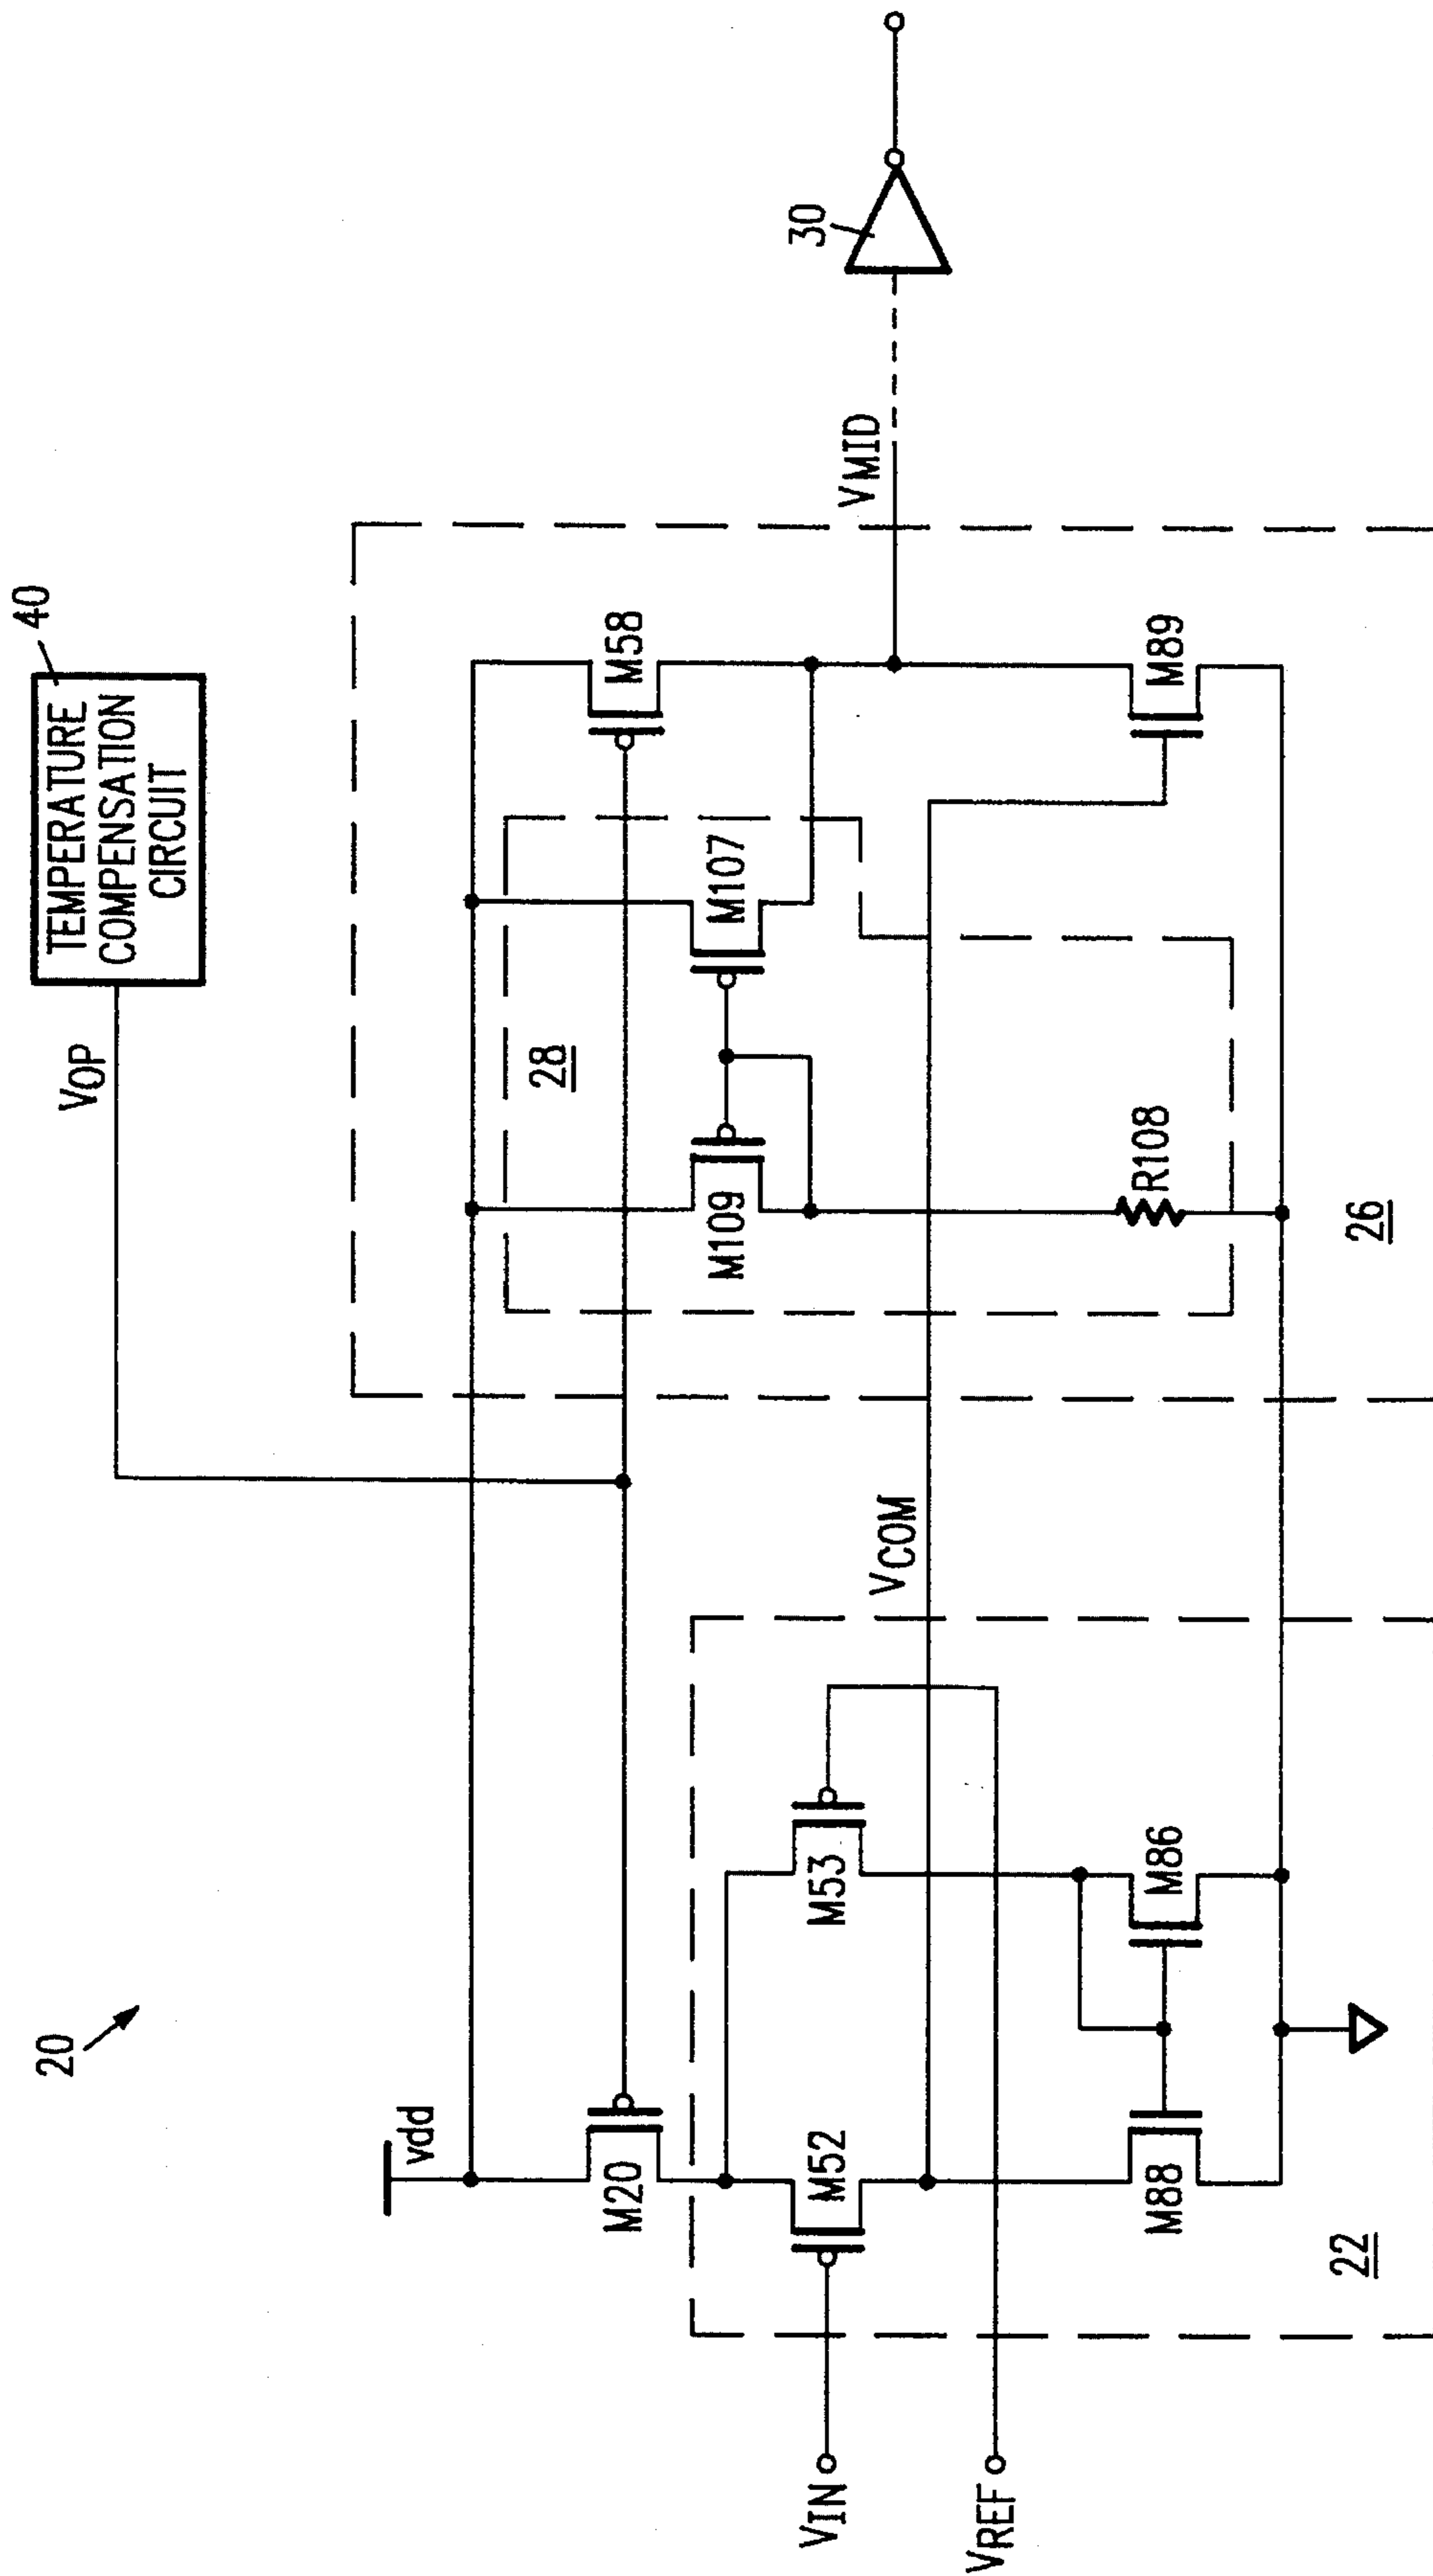 20
TEMPERATURE
COMPENSATION
CIRCUIT
40
VOP
vdd
M20
M58
28
M109
M107
VMID
30
VIN
M52
M53
VCOM
VREF
M88
M86
R108
M89
22
26